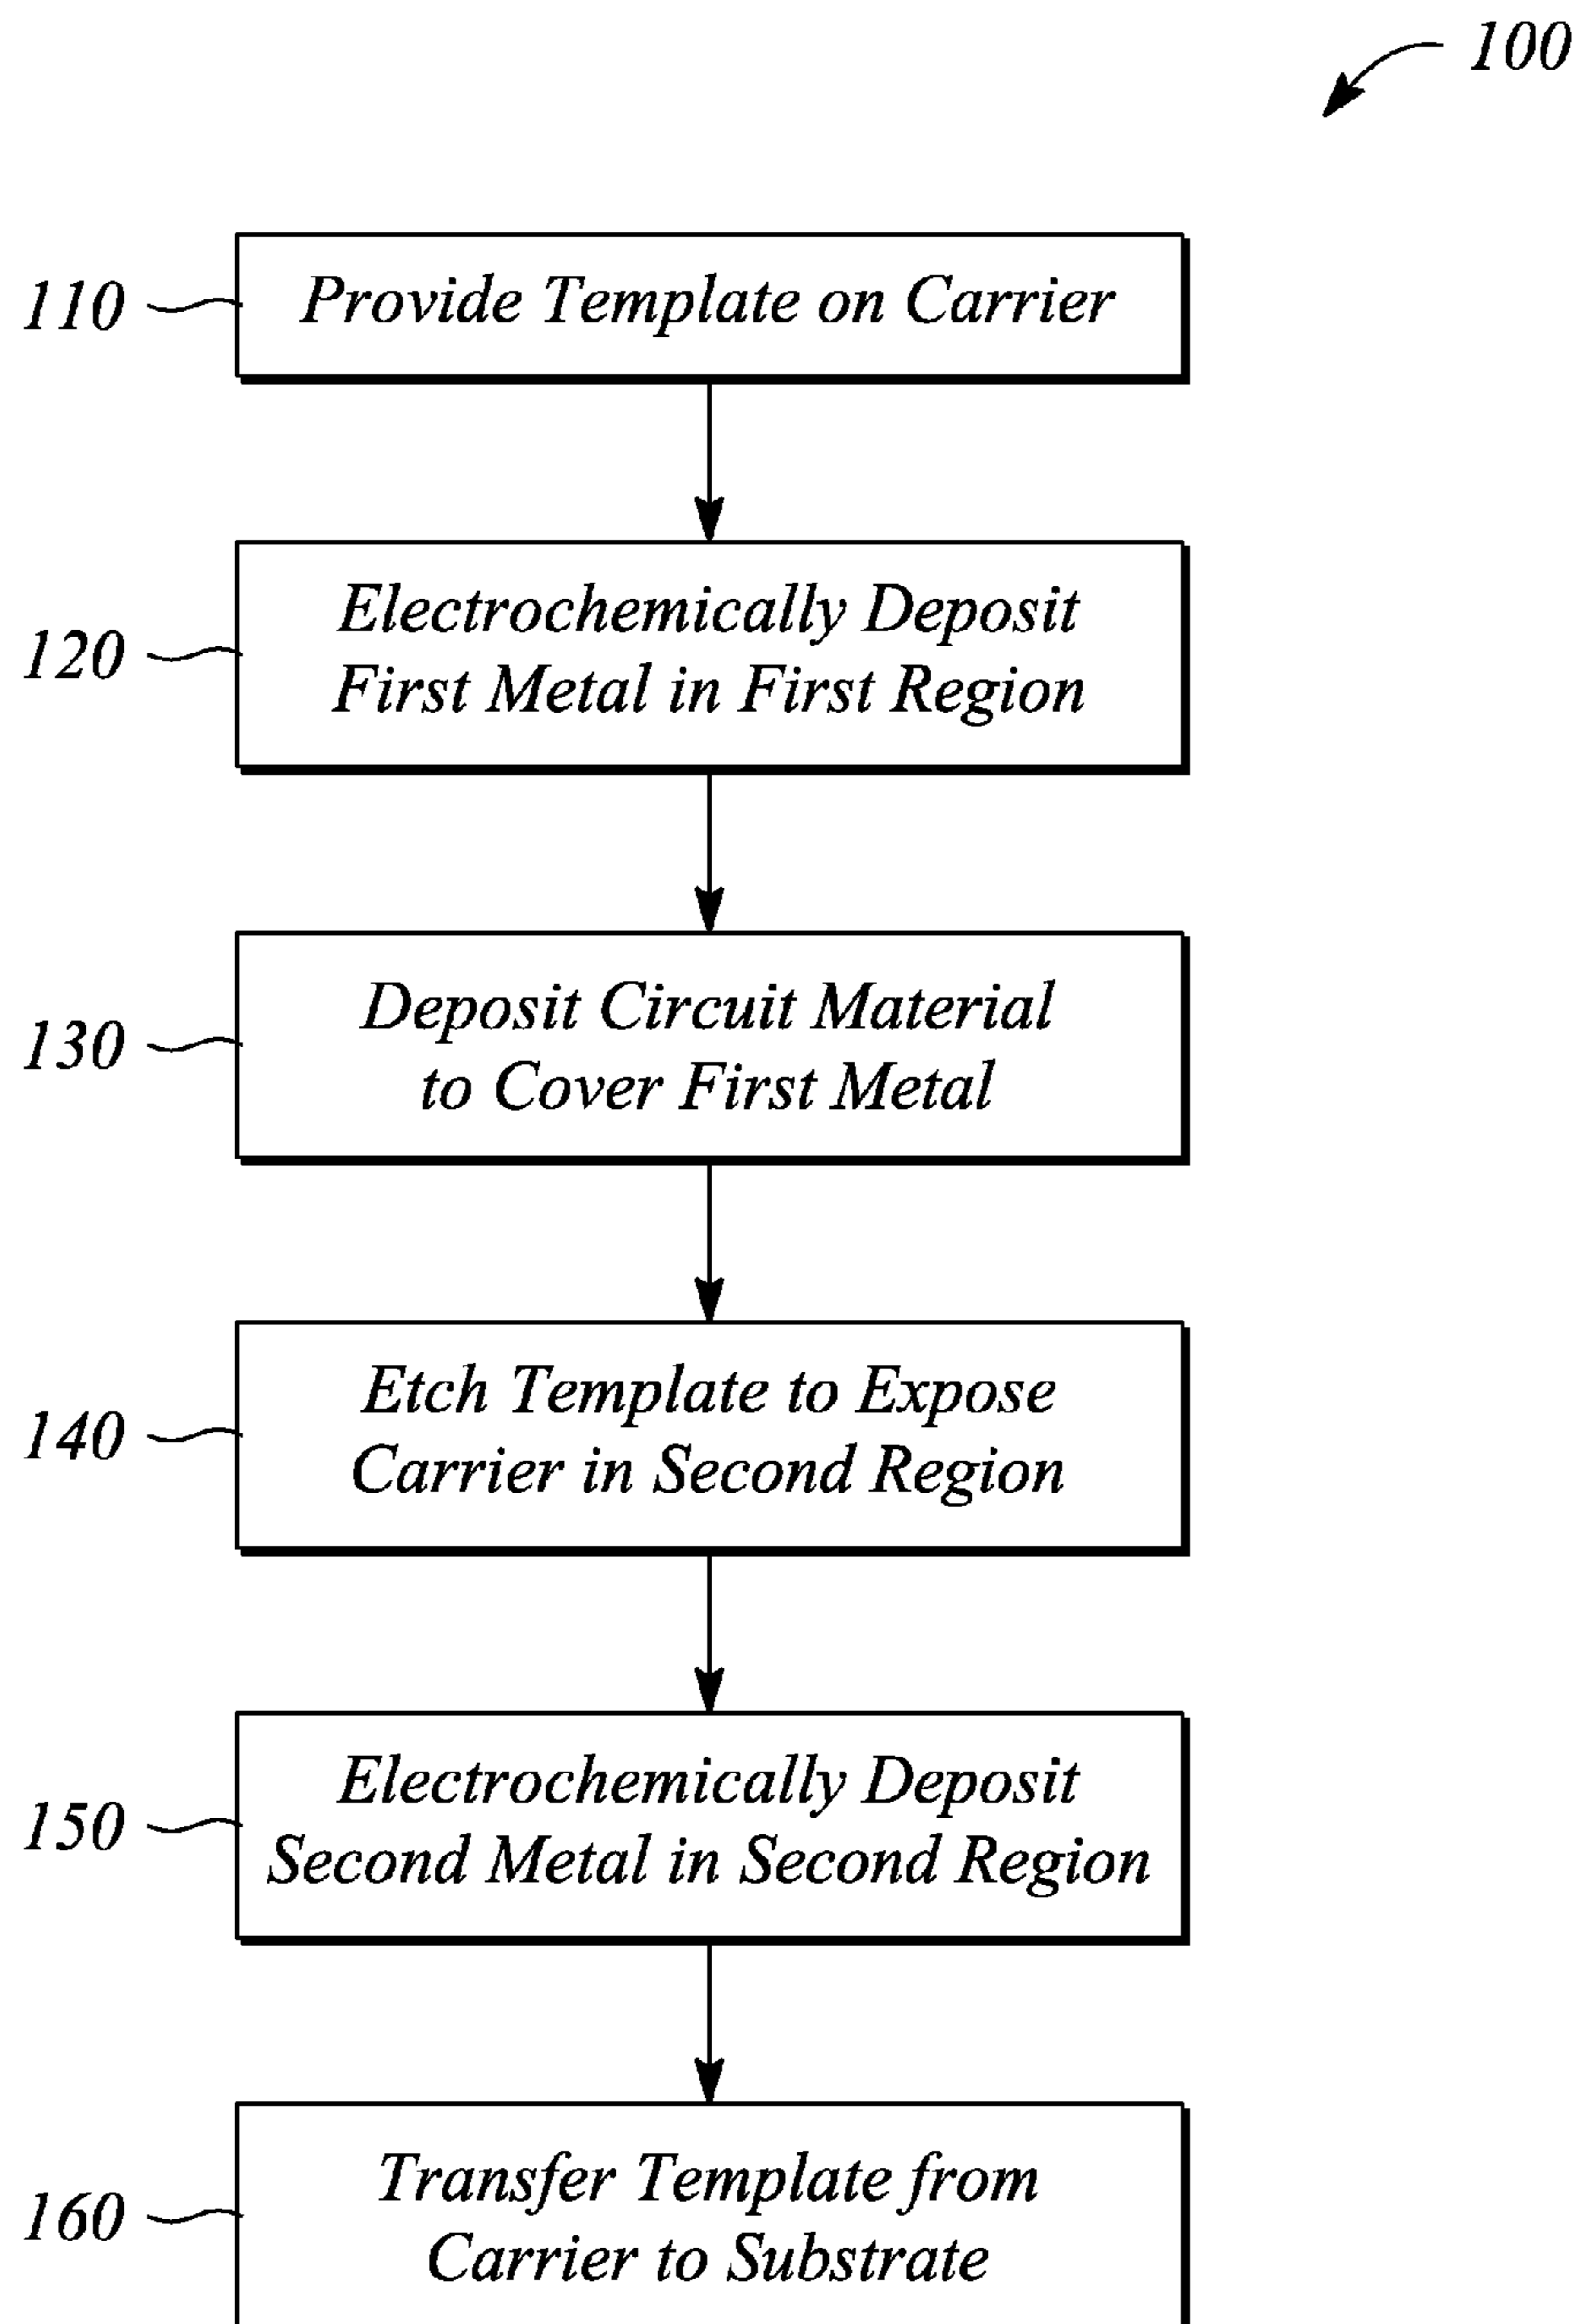 100
110
Provide Template on Carrier
120
Electrochemically Deposit
First Metal in First Region
130
Deposit Circuit Material
to Cover First Metal
140
Etch Template to Expose
Carrier in Second Region
150
Electrochemically Deposit
Second Metal in Second Region
160
Transfer Template from
Carrier to Substrate